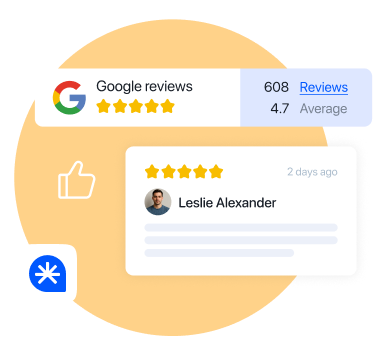 Google reviews
608 Reviews
4.7 Average
2 days ago
Leslie Alexander